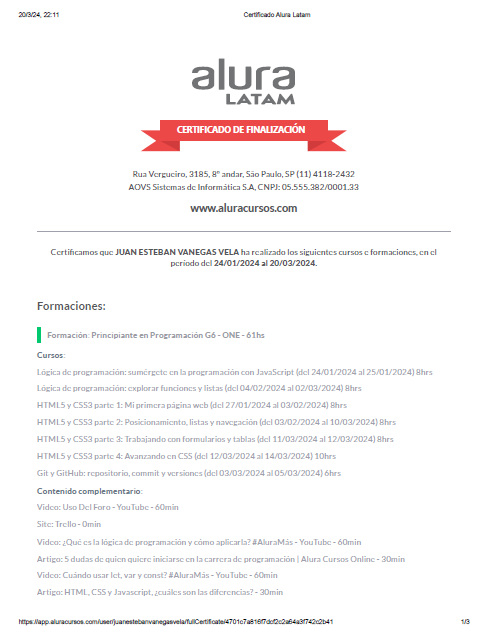 20/3/24, 22:11
Certificado Alura Latam
alura
LATAM
CERTIFICADO DE FINALIZACIÓN
Rua Vergueiro, 3185, 8º andar, São Paulo, SP (11) 4118-2432
AOVS Sistemas de Informática S.A, CNPJ: 05.555.382/0001.33
www.aluracursos.com
Certificamos que JUAN ESTEBAN VANEGAS VELA ha realizado los siguientes cursos e formaciones, en el
período del 24/01/2024 al 20/03/2024.
Formaciones:
Formación: Principiante en Programación G6 - ONE - 61hs
Cursos:
Lógica de programación: sumérgete en la programación con JavaScript (del 24/01/2024 al 25/01/2024) 8hrs
Lógica de programación: explorar funciones y listas (del 04/02/2024 al 02/03/2024) 8hrs
HTML5 y CSS3 parte 1: Mi primera página web (del 27/01/2024 al 03/02/2024) 8hrs
HTML5 y CSS3 parte 2: Posicionamiento, listas y navegación (del 03/02/2024 al 10/03/2024) 8hrs
HTML5 y CSS3 parte 3: Trabajando con formularios y tablas (del 11/03/2024 al 12/03/2024) 8hrs
HTML5 y CSS3 parte 4: Avanzando en CSS (del 12/03/2024 al 14/03/2024) 10hrs
Git y GitHub: repositorio, commit y versiones (del 03/03/2024 al 05/03/2024) 6hrs
Contenido complementario:
Video: Uso Del Foro - YouTube - 60min
Site: Trello - 0min
Video: ¿Qué es la lógica de programación y cómo aplicarla? #AluraMás - YouTube - 60min
Artigo: 5 dudas de quien quiere iniciarse en la carrera de programación | Alura Cursos Online - 30min
Video: Cuándo usar let, var y const? #AluraMás - YouTube - 60min
Artigo: HTML, CSS y Javascript, ¿cuáles son las diferencias? - 30min
https://app.aluracursos.com/user/juanestebanvanegasvela/fullCertificate/4701c7a816f7dcf2c2a64a3f742c2b41
1/3